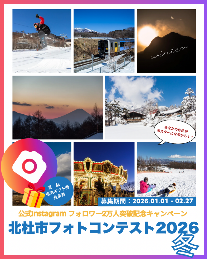 募集期間：2026.01.01 - 02.27
公式Instagram フォロワー2万人突破記念キャンペーン
北杜市フォトコンテスト2026
冬